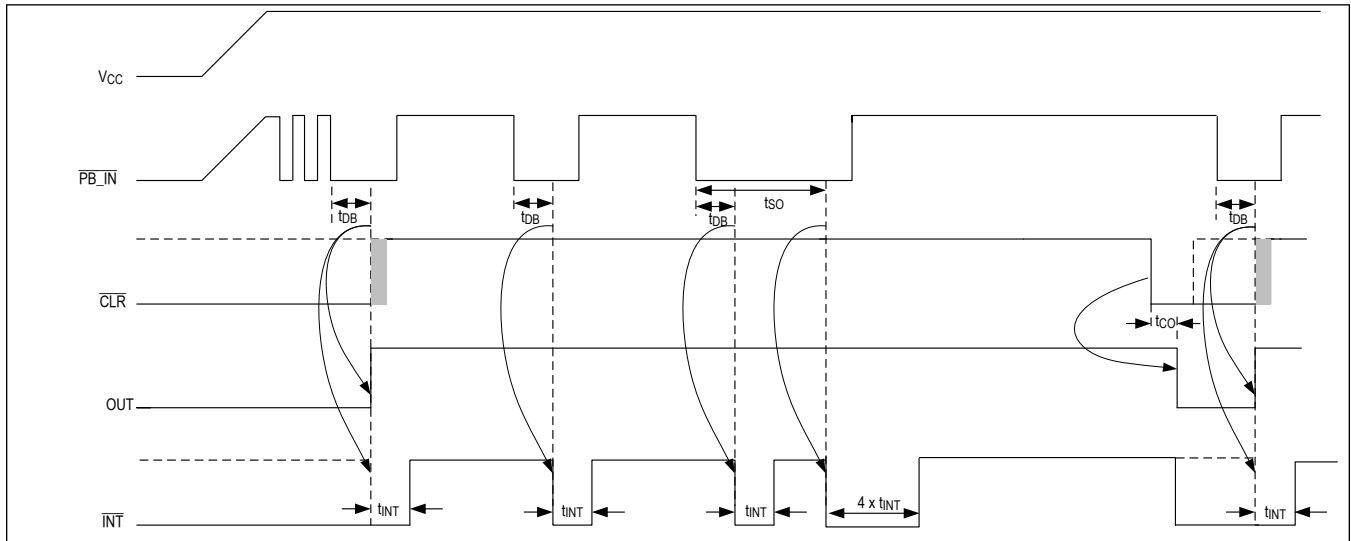 VCC
PB_IN
tDB
tDB
tSO
tDB
tDB
CLR
tCO
OUT
tINT
tINT
tINT
4 x tINT
tINT
INT